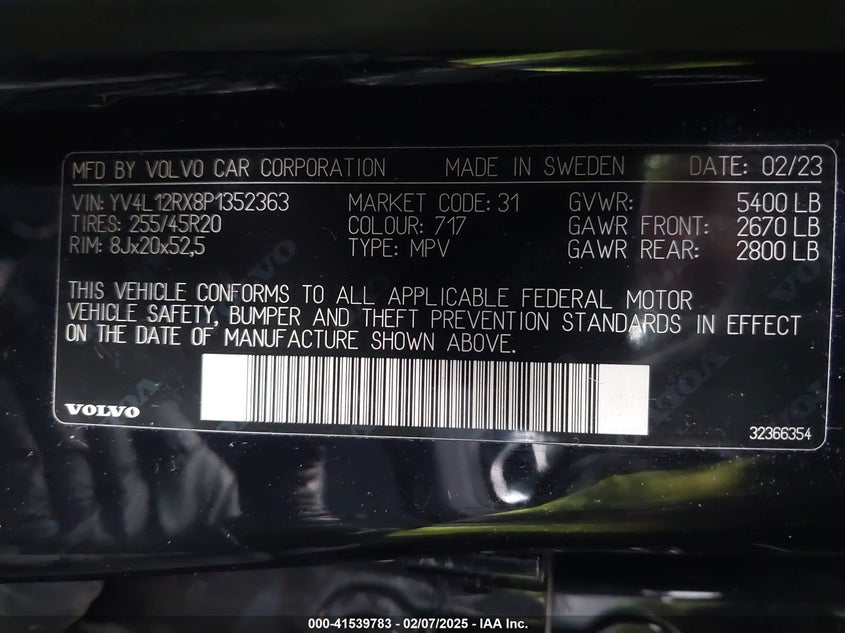 MFD BY VOLVO CAR CORPORATION MADE IN SWEDEN DATE: 02/23
VIN: YV4L12RX8P1352363 MARKET CODE: 31 GVWR: 5400 LB
TIRES: 255/45R20 COLOUR: 717 GAWR FRONT: 2670 LB
RIM: 8Jx20x52,5 TYPE: MPV GAWR REAR: 2800 LB
THIS VEHICLE CONFORMS TO ALL APPLICABLE FEDERAL MOTOR
VEHICLE SAFETY, BUMPER AND THEFT PREVENTION STANDARDS IN EFFECT
ON THE DATE OF MANUFACTURE SHOWN ABOVE.
VOLVO
32366354
000-41539783 - 02/07/2025 - IAA Inc.